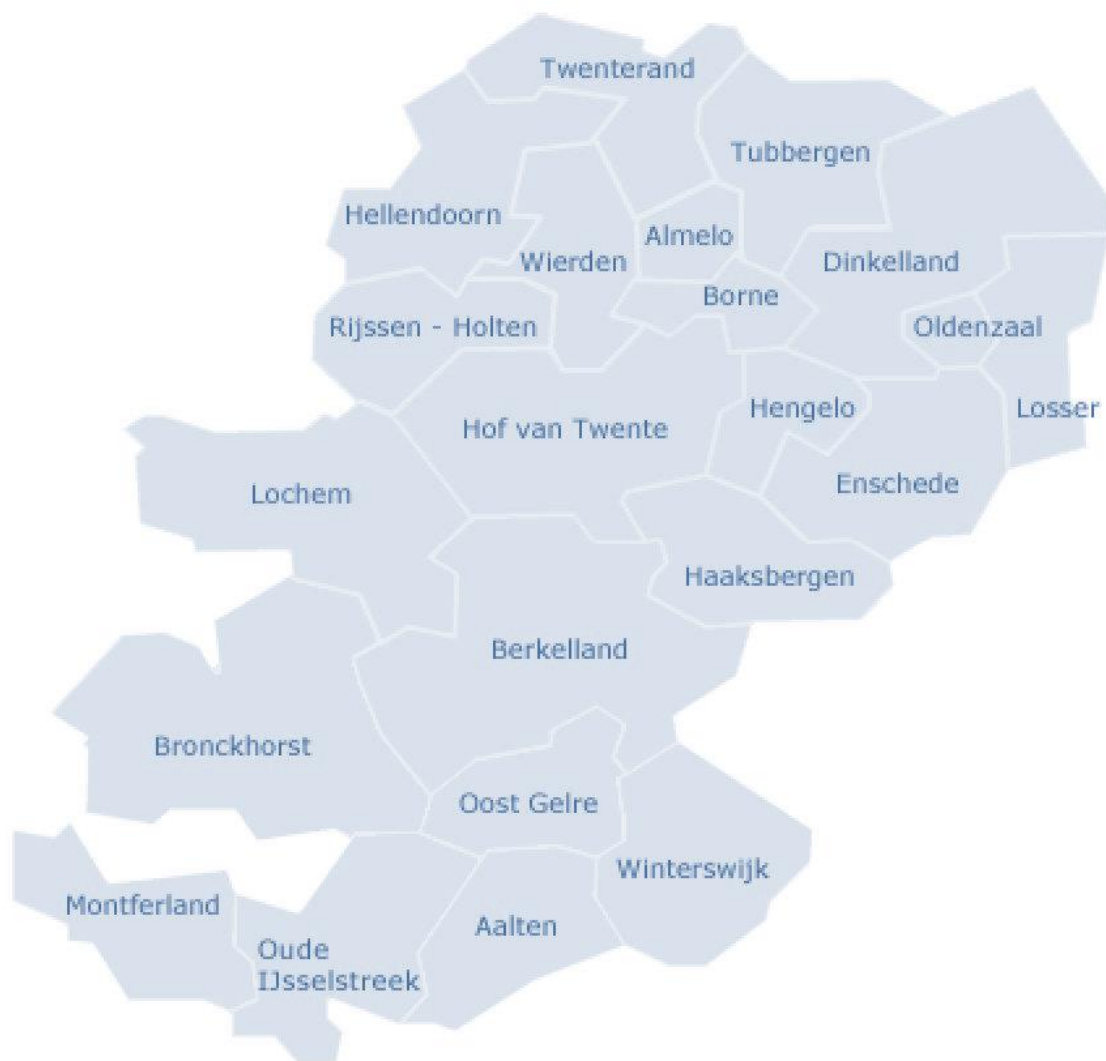 Twenterand
Tubbergen
Hellendoorn
Almelo
Wierden
Dinkelland
Borne
Rijssen - Holten
Oldenzaal
Hengelo
Losser
Hof van Twente
Enschede
Lochem
Haaksbergen
Berkelland
Bronckhorst
Oost Gelre
Winterswijk
Montferland
Aalten
Oude
IJsselstreek